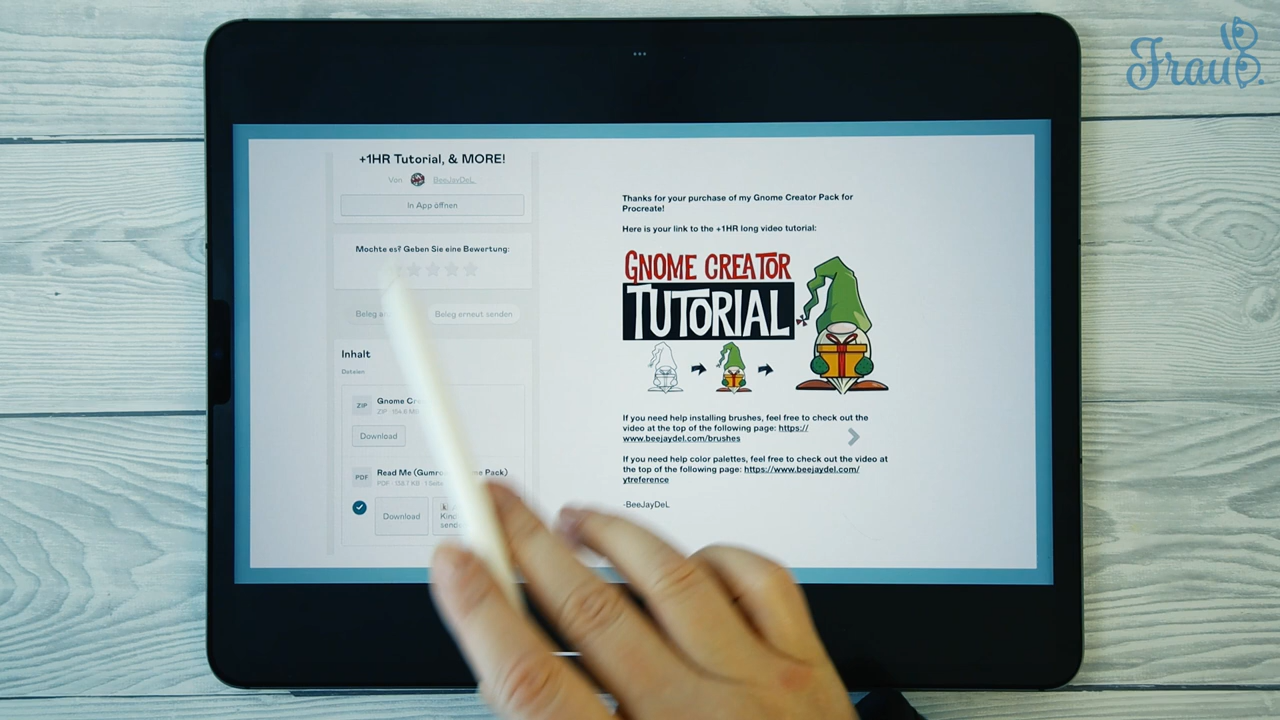 Frau B.
+1HR Tutorial, & MORE!
Von BeeJayDeL
In App öffnen
Mochte es? Geben Sie eine Bewertung:
Beleg
Beleg erneut senden
Inhalt
Dateien
ZIP Gnome
ZIP
Download
PDF Read Me Pack)
PDF
Download
Thanks for your purchase of my Gnome Creator Pack for
Procreate!
Here is your link to the +1HR long video tutorial:
GNOME CREATOR
TUTORIAL
If you need help installing brushes, feel free to check out the
video at the top of the following page: https://
www.beejaydel.com/brushes
If you need help color palettes, feel free to check out the video at
the top of the following page: https://www.beejaydel.com/
ytreference
-BeeJayDeL